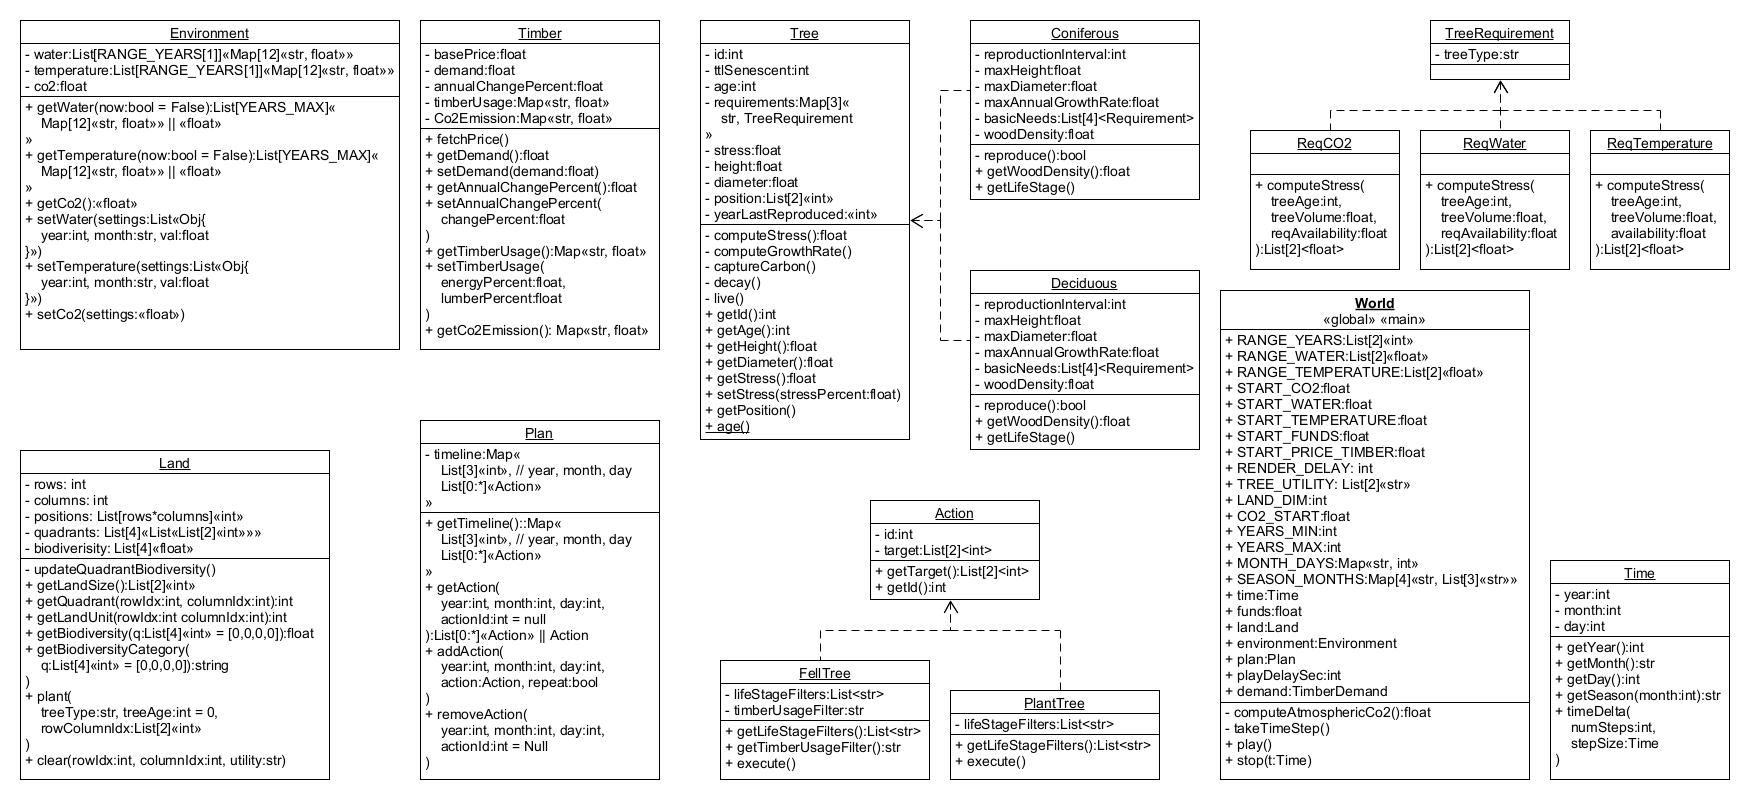 Environment
- water:List[RANGE_YEARS[1]]«Map[12]«str, float»»
- temperature:List[RANGE_YEARS[1]]«Map[12]«str, float»»
- co2:float
+ getWater(now:bool = False):List[YEARS_MAX]«
Map[12]«str, float»» || «float»
»
+ getTemperature(now:bool = False):List[YEARS_MAX]«
Map[12]«str, float»» || «float»
»
+ getCo2():«float»
+ setWater(settings:List«Obj{
year:int, month:str, val:float
}»)
+ setTemperature(settings:List«Obj{
year:int, month:str, val:float
}»)
+ setCo2(settings:«float»)
Timber
- basePrice:float
- demand:float
- annualChangePercent:float
- timberUsage:Map«str, float»
- Co2Emission:Map«str, float»
+ fetchPrice()
+ getDemand():float
+ setDemand(demand:float)
+ getAnnualChangePercent():float
+ setAnnualChangePercent(
changePercent:float
)
+ getTimberUsage():Map«str, float»
+ setTimberUsage(
energyPercent:float,
lumberPercent:float
)
+ getCo2Emission(): Map«str, float»
Tree
- id:int
- ttlSenescent:int
- age:int
- requirements:Map[3]«
str, TreeRequirement
»
- stress:float
- height:float
- diameter:float
- position:List[2]«int»
- yearLastReproduced:«int»
- computeStress():float
- computeGrowthRate()
- captureCarbon()
- decay()
- live()
+ getId():int
+ getAge():int
+ getHeight():float
+ getDiameter():float
+ getStress():float
+ setStress(stressPercent:float)
+ getPosition()
+ age()
Coniferous
- reproductionInterval:int
- maxHeight:float
- maxDiameter:float
- maxAnnualGrowthRate:float
- basicNeeds:List[4]<Requirement>
- woodDensity:float
- reproduce():bool
+ getWoodDensity():float
+ getLifeStage()
Deciduous
- reproductionInterval:int
- maxHeight:float
- maxDiameter:float
- maxAnnualGrowthRate:float
- basicNeeds:List[4]<Requirement>
- woodDensity:float
- reproduce():bool
+ getWoodDensity():float
+ getLifeStage()
TreeRequirement
- treeType:str
ReqCO2
+ computeStress(
treeAge:int,
treeVolume:float,
reqAvailability:float
):List[2]<float>
ReqWater
+ computeStress(
treeAge:int,
treeVolume:float,
reqAvailability:float
):List[2]<float>
ReqTemperature
+ computeStress(
treeAge:int,
treeVolume:float,
availability:float
):List[2]<float>
Land
- rows: int
- columns: int
- positions: List[rows*columns]«int»
- quadrants: List[4]«List«List[2]«int»»»
- biodiverisity: List[4]«float»
- updateQuadrantBiodiversity()
+ getLandSize():List[2]«int»
+ getQuadrant(rowIdx:int, columnIdx:int):int
+ getLandUnit(rowIdx:int columnIdx:int):int
+ getBiodiversity(q:List[4]«int» = [0,0,0,0]):float
+ getBiodiversityCategory(
q:List[4]«int» = [0,0,0,0]):string
)
+ plant(
treeType:str, treeAge:int = 0,
rowColumnIdx:List[2]«int»
)
+ clear(rowIdx:int, columnIdx:int, utility:str)
Plan
- timeline:Map«
List[3]«int», // year, month, day
List[0:*]«Action»
»
+ getTimeline()::Map«
List[3]«int», // year, month, day
List[0:*]«Action»
»
+ getAction(
year:int, month:int, day:int,
actionId:int = null
):List[0:*]«Action» || Action
+ addAction(
year:int, month:int, day:int,
action:Action, repeat:bool
)
+ removeAction(
year:int, month:int, day:int,
actionId:int = Null
)
Action
- id:int
- target:List[2]<int>
+ getTarget():List[2]<int>
+ getId():int
FellTree
- lifeStageFilters:List<str>
- timberUsageFilter:str
+ getLifeStageFilters():List<str>
+ getTimberUsageFilter():str
+ execute()
PlantTree
- lifeStageFilters:List<str>
+ getLifeStageFilters():List<str>
+ execute()
World
«global» «main»
+ RANGE_YEARS:List[2]«int»
+ RANGE_WATER:List[2]«float»
+ RANGE_TEMPERATURE:List[2]«float»
+ START_CO2:float
+ START_WATER:float
+ START_TEMPERATURE:float
+ START_FUNDS:float
+ START_PRICE_TIMBER:float
+ RENDER_DELAY: int
+ TREE_UTILITY: List[2]«str»
+ LAND_DIM:int
+ CO2_START:float
+ YEARS_MIN:int
+ YEARS_MAX:int
+ MONTH_DAYS:Map«str, int»
+ SEASON_MONTHS:Map[4]«str, List[3]«str»»
+ time:Time
+ funds:float
+ land:Land
+ environment:Environment
+ plan:Plan
+ playDelaySec:int
+ demand:TimberDemand
- computeAtmosphericCo2():float
- takeTimeStep()
+ play()
+ stop(t:Time)
Time
- year:int
- month:int
- day:int
+ getYear():int
+ getMonth():str
+ getDay():int
+ getSeason(month:int):str
+ timeDelta(
numSteps:int,
stepSize:Time
)